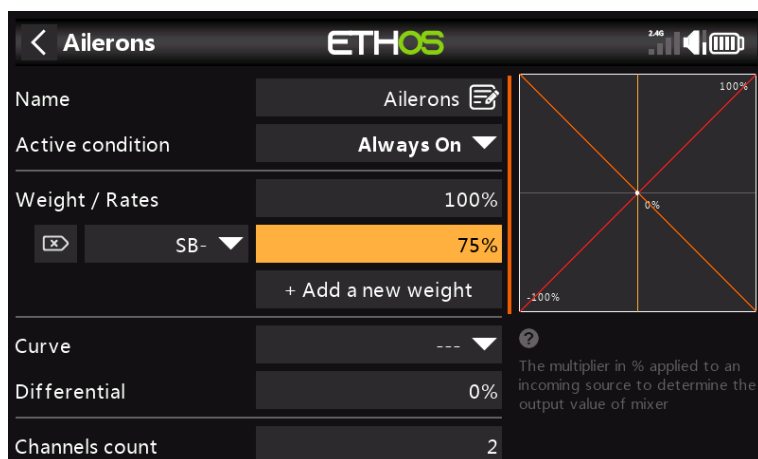 Ailerons
ETHOS
2.4G
Name
Ailerons
Active condition
Always On
Weight / Rates
100%
SB-
75%
+ Add a new weight
Curve
---
Differential
0%
Channels count
2
100%
0%
-100%
?
The multiplier in % applied to an
incoming source to determine the
output value of mixer